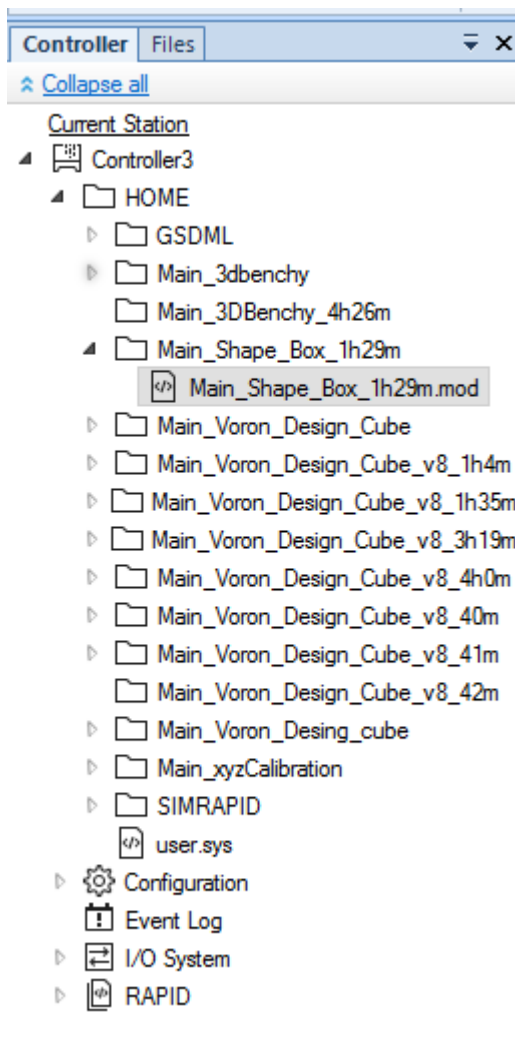 Controller Files
Collapse all
Current Station
Controller3
HOME
GSDML
Main_3dbenchy
Main_3DBenchy_4h26m
Main_Shape_Box_1h29m
Main_Shape_Box_1h29m.mod
Main_Voron_Design_Cube
Main_Voron_Design_Cube_v8_1h4m
Main_Voron_Design_Cube_v8_1h35m
Main_Voron_Design_Cube_v8_3h19m
Main_Voron_Design_Cube_v8_4h0m
Main_Voron_Design_Cube_v8_40m
Main_Voron_Design_Cube_v8_41m
Main_Voron_Design_Cube_v8_42m
Main_Voron_Desing_cube
Main_xyzCalibration
SIMRAPID
user.sys
Configuration
Event Log
I/O System
RAPID